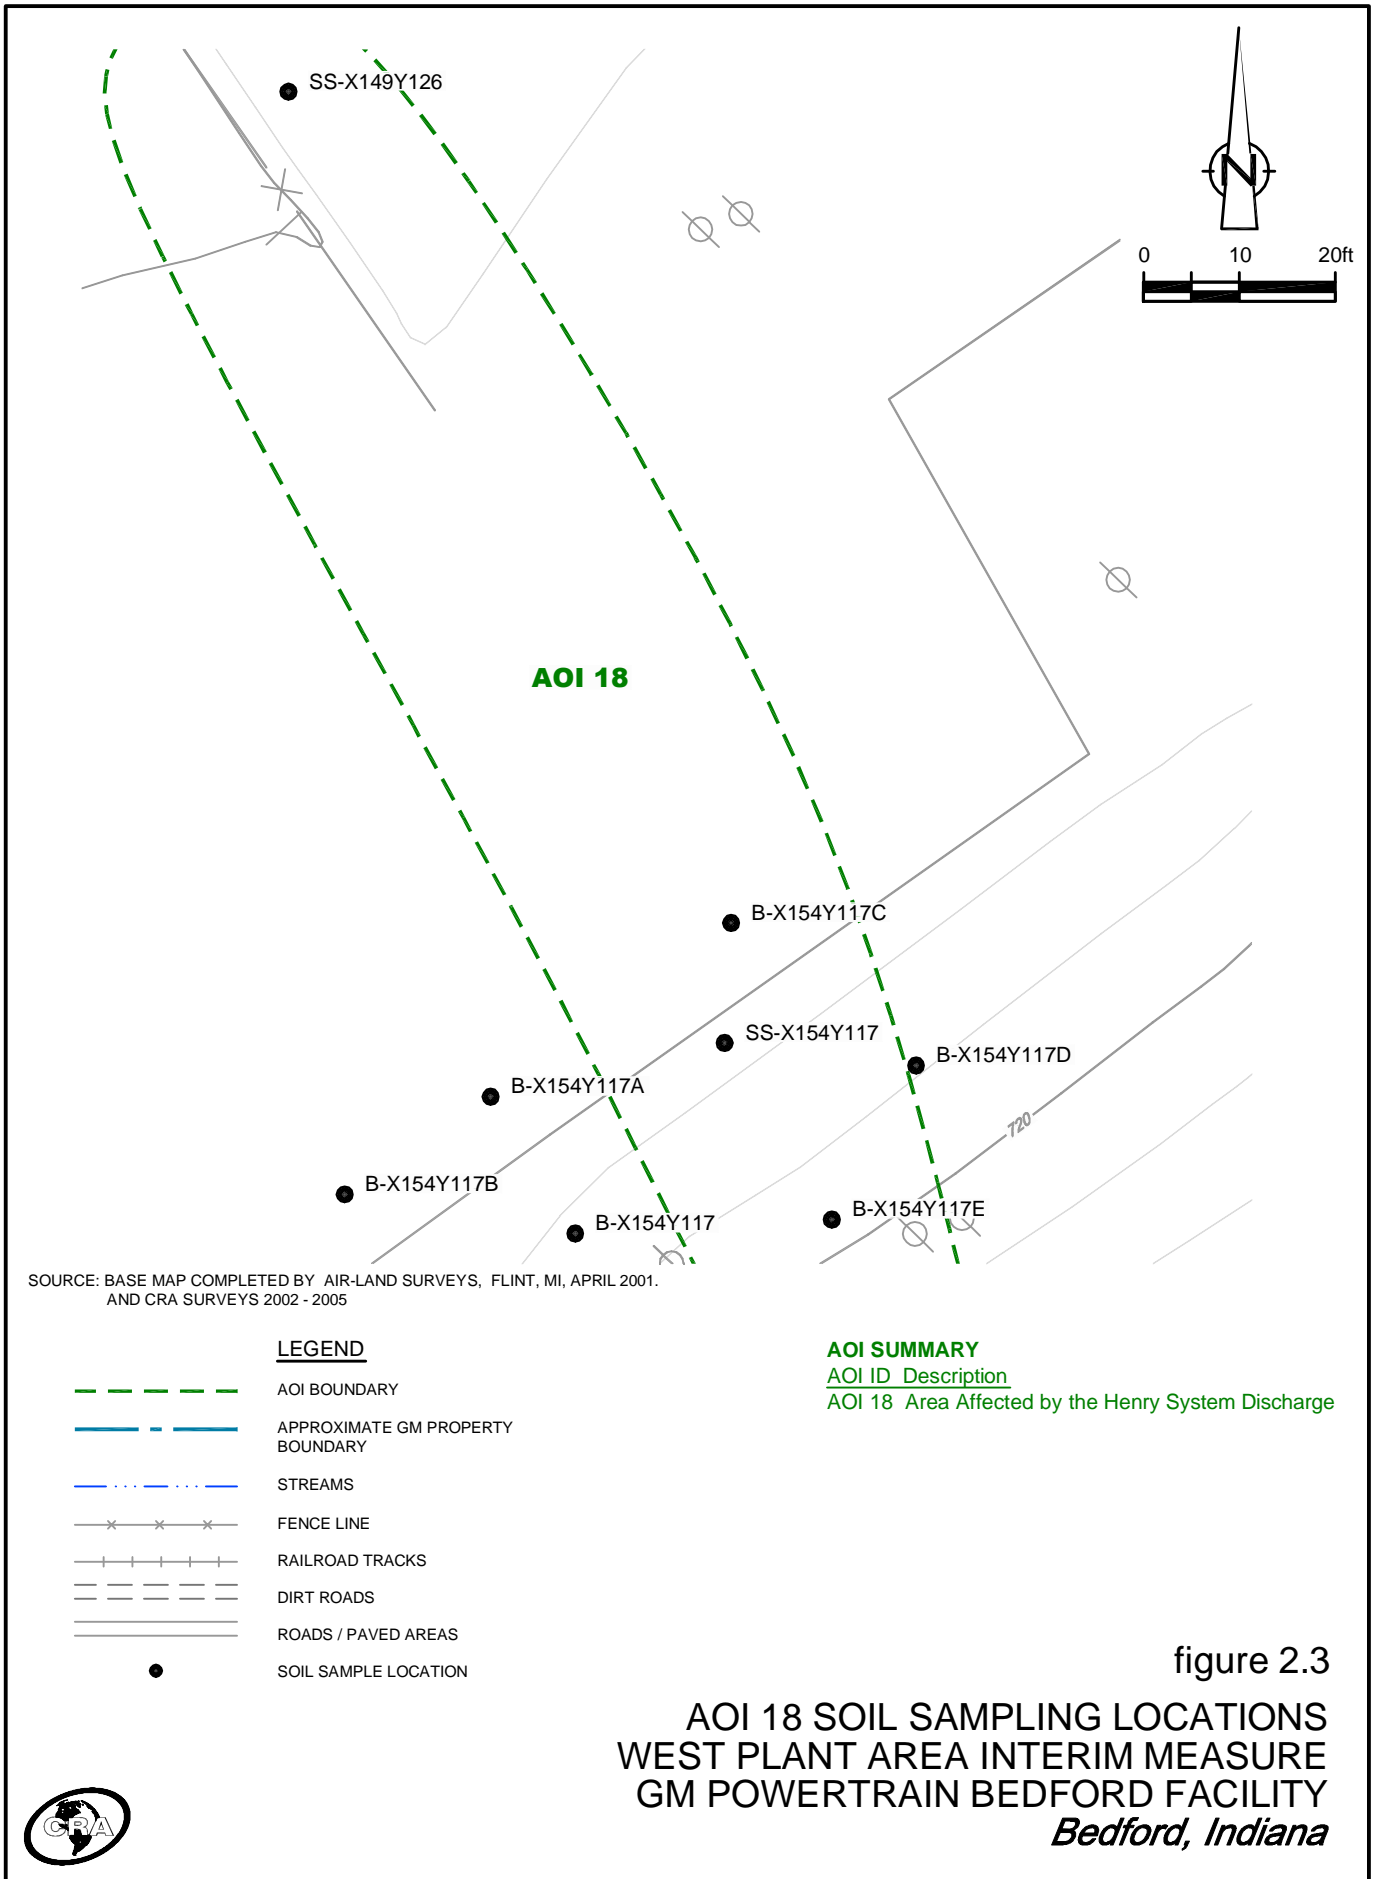 SS-X149Y126
N
0 10 20ft
AOI 18
B-X154Y117C
SS-X154Y117
B-X154Y117D
B-X154Y117A
720
B-X154Y117B
B-X154Y117E
B-X154Y117
SOURCE: BASE MAP COMPLETED BY AIR-LAND SURVEYS, FLINT, MI, APRIL 2001.
AND CRA SURVEYS 2002 - 2005
LEGEND
AOI BOUNDARY
APPROXIMATE GM PROPERTY
BOUNDARY
STREAMS
FENCE LINE
RAILROAD TRACKS
DIRT ROADS
ROADS / PAVED AREAS
SOIL SAMPLE LOCATION
AOI SUMMARY
AOI ID Description
AOI 18 Area Affected by the Henry System Discharge
figure 2.3
AOI 18 SOIL SAMPLING LOCATIONS
WEST PLANT AREA INTERIM MEASURE
GM POWERTRAIN BEDFORD FACILITY
Bedford, Indiana
CRA